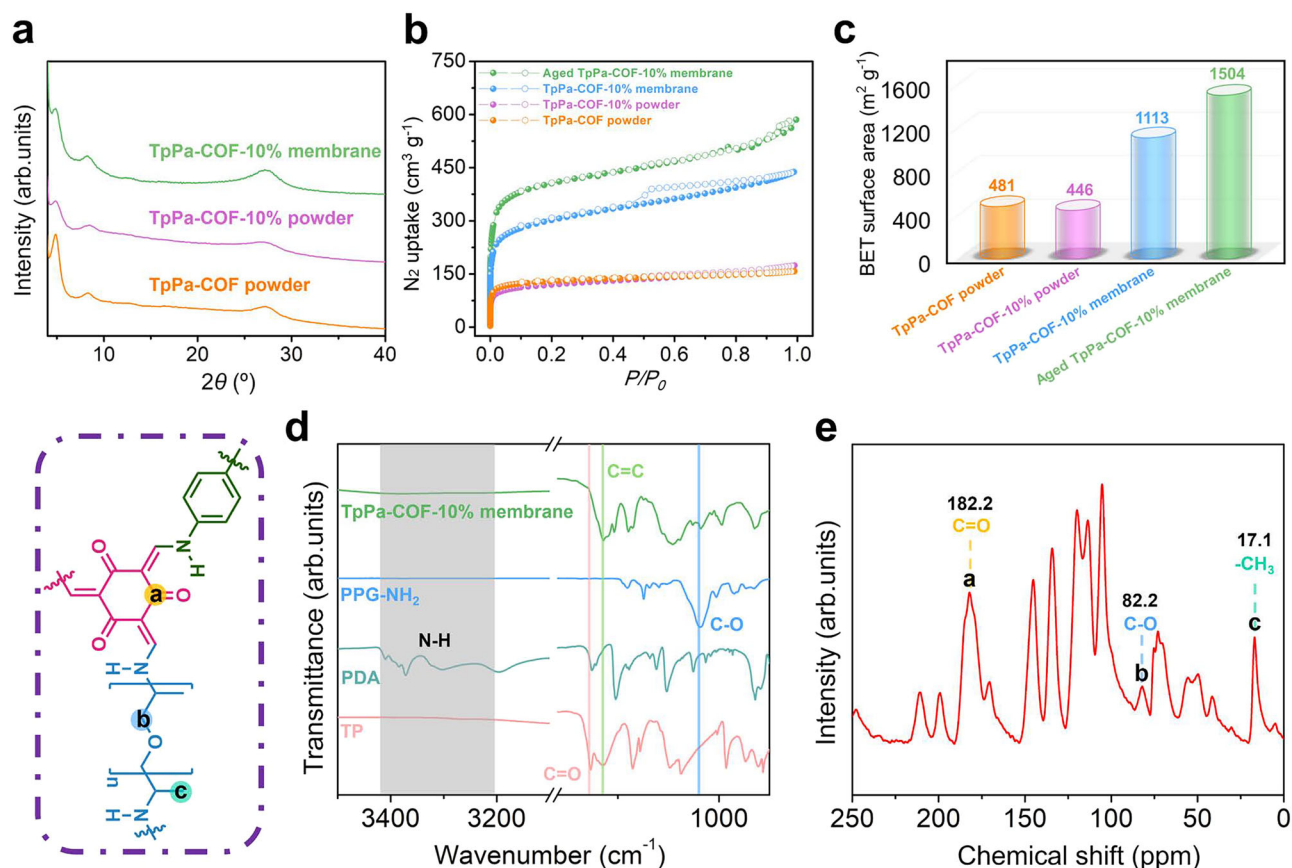 a
Intensity (arb.units)
TpPa-COF-10% membrane
TpPa-COF-10% powder
TpPa-COF powder
10
20
30
40
2θ (º)
b
N₂ uptake (cm³ g⁻¹)
750
600
450
300
150
0
Aged TpPa-COF-10% membrane
TpPa-COF-10% membrane
TpPa-COF-10% powder
TpPa-COF powder
0.0
0.2
0.4
0.6
0.8
1.0
P/P₀
c
BET surface area (m² g⁻¹)
1600
1200
800
400
0
481
446
1113
1504
TpPa-COF powder
TpPa-COF-10% powder
TpPa-COF-10% membrane
Aged TpPa-COF-10% membrane
N
H
O
O
a
O
H-N
b
O
n
c
H-N
d
Transmittance (arb.units)
C=C
TpPa-COF-10% membrane
PPG-NH₂
C-O
N-H
PDA
TP
C=O
3400
3200
1000
Wavenumber (cm⁻¹)
e
Intensity (arb.units)
182.2
C=O
a
82.2
C-O
b
17.1
-CH₃
c
250
200
150
100
50
0
Chemical shift (ppm)